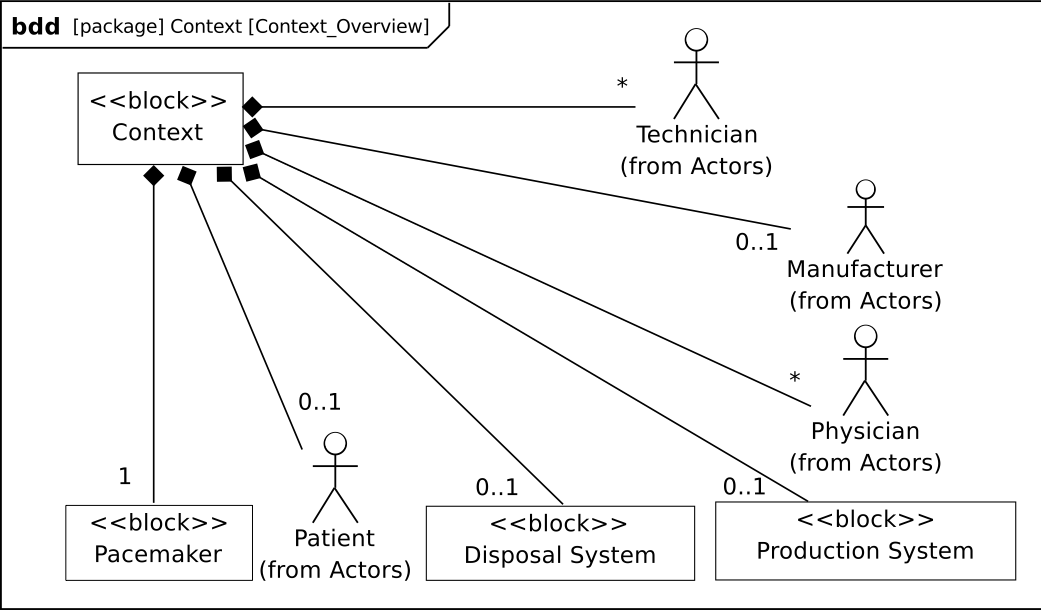 bdd [package] Context [Context_Overview]
<<block>>
Context
*
Technician
(from Actors)
0..1
Manufacturer
(from Actors)
*
Physician
(from Actors)
0..1
Patient
(from Actors)
1
<<block>>
Pacemaker
0..1
<<block>>
Disposal System
0..1
<<block>>
Production System